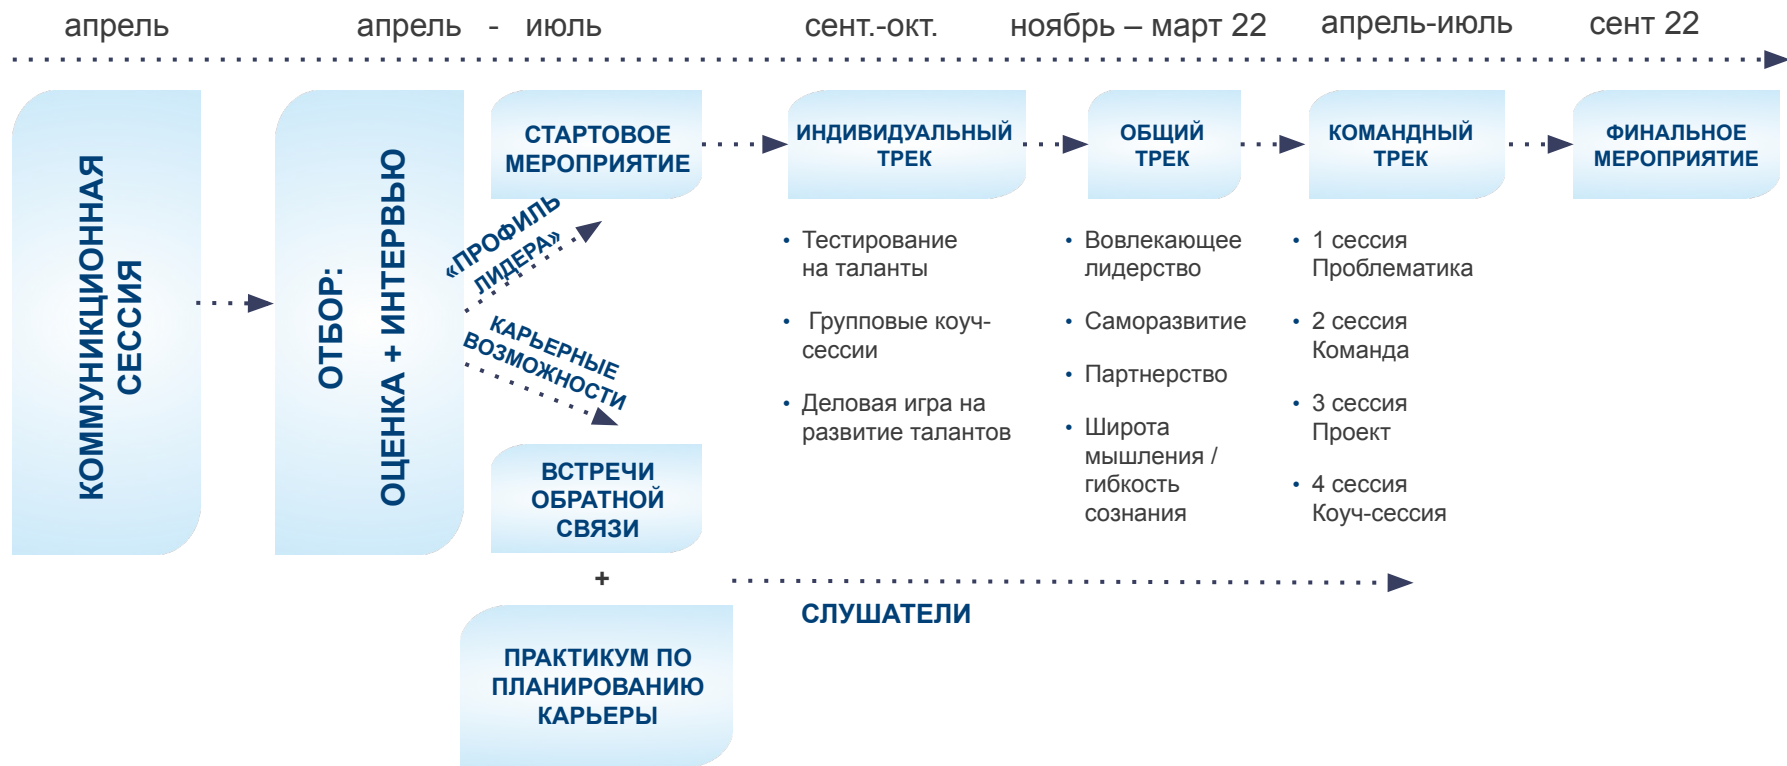 апрель
апрель - июль
сент.-окт.
ноябрь – март 22
апрель-июль
сент 22
КОММУНИКЦИОННАЯ
СЕССИЯ
ОТБОР:
ОЦЕНКА + ИНТЕРВЬЮ
«ПРОФИЛЬ
ЛИДЕРА»
КАРЬЕРНЫЕ
ВОЗМОЖНОСТИ
СТАРТОВОЕ
МЕРОПРИЯТИЕ
ВСТРЕЧИ
ОБРАТНОЙ
СВЯЗИ
+
ПРАКТИКУМ ПО
ПЛАНИРОВАНИЮ
КАРЬЕРЫ
ИНДИВИДУАЛЬНЫЙ
ТРЕК
• Тестирование
на таланты
• Групповые коуч-
сессии
• Деловая игра на
развитие талантов
ОБЩИЙ
ТРЕК
• Вовлекающее
лидерство
• Саморазвитие
• Партнерство
• Широта
мышления /
гибкость
сознания
КОМАНДНЫЙ
ТРЕК
• 1 сессия
Проблематика
• 2 сессия
Команда
• 3 сессия
Проект
• 4 сессия
Коуч-сессия
ФИНАЛЬНОЕ
МЕРОПРИЯТИЕ
СЛУШАТЕЛИ